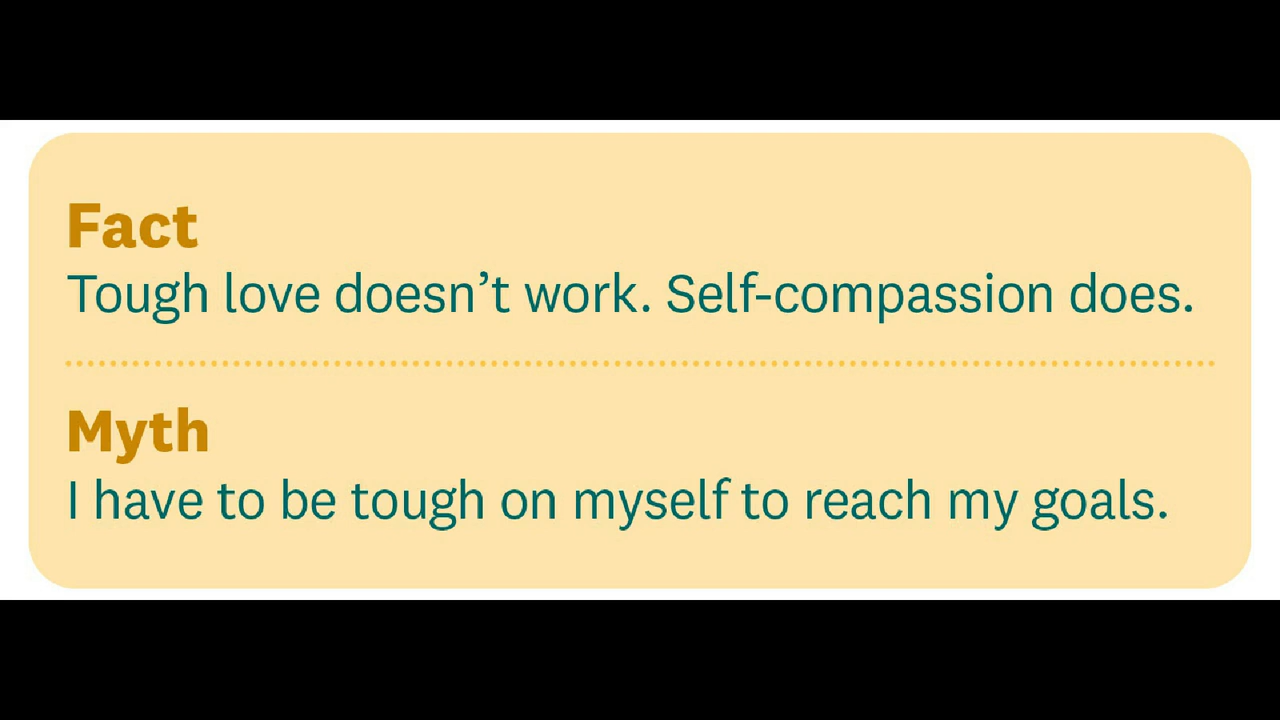 Fact
Tough love doesn’t work. Self-compassion does.
Myth
I have to be tough on myself to reach my goals.